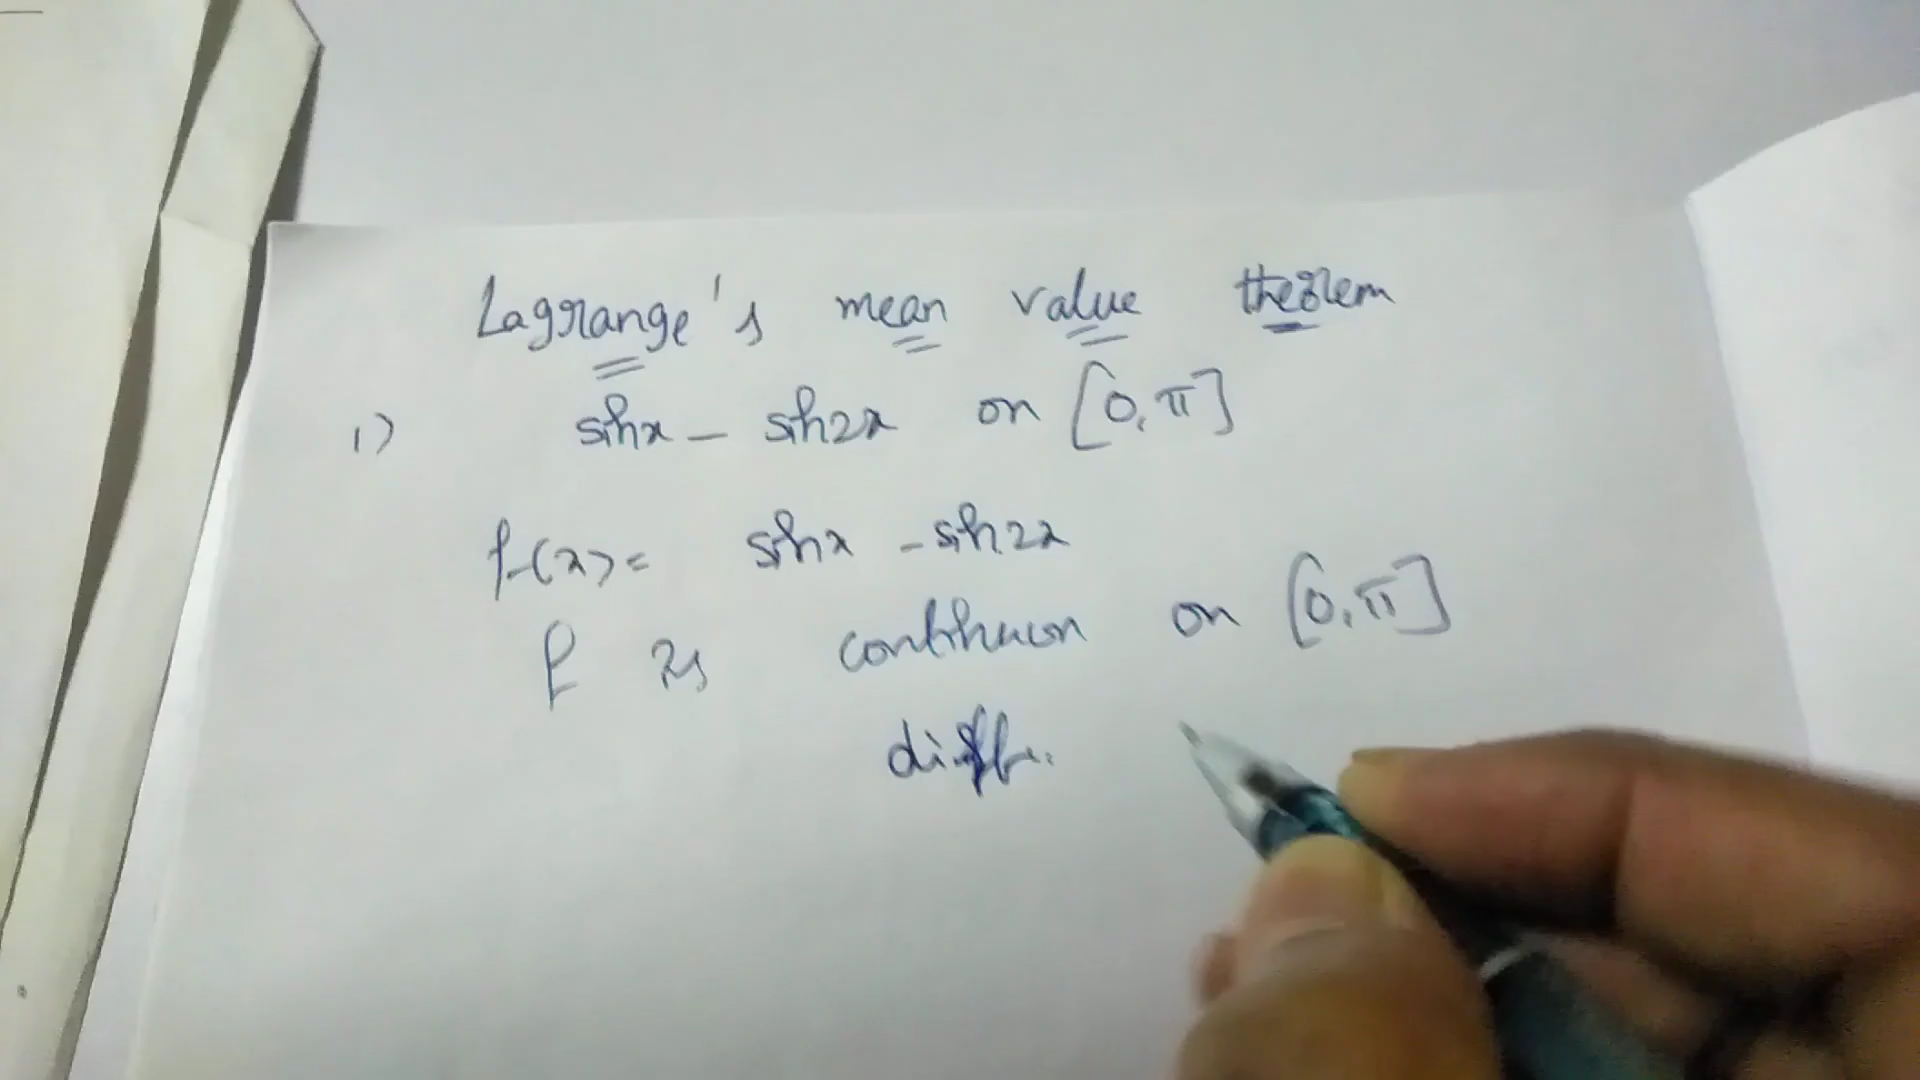 Lagrange's mean value theorem
1) sinx - sin2x on [0, π]
f(x) = sinx - sin2x
f is continuous on [0, π]
diff.